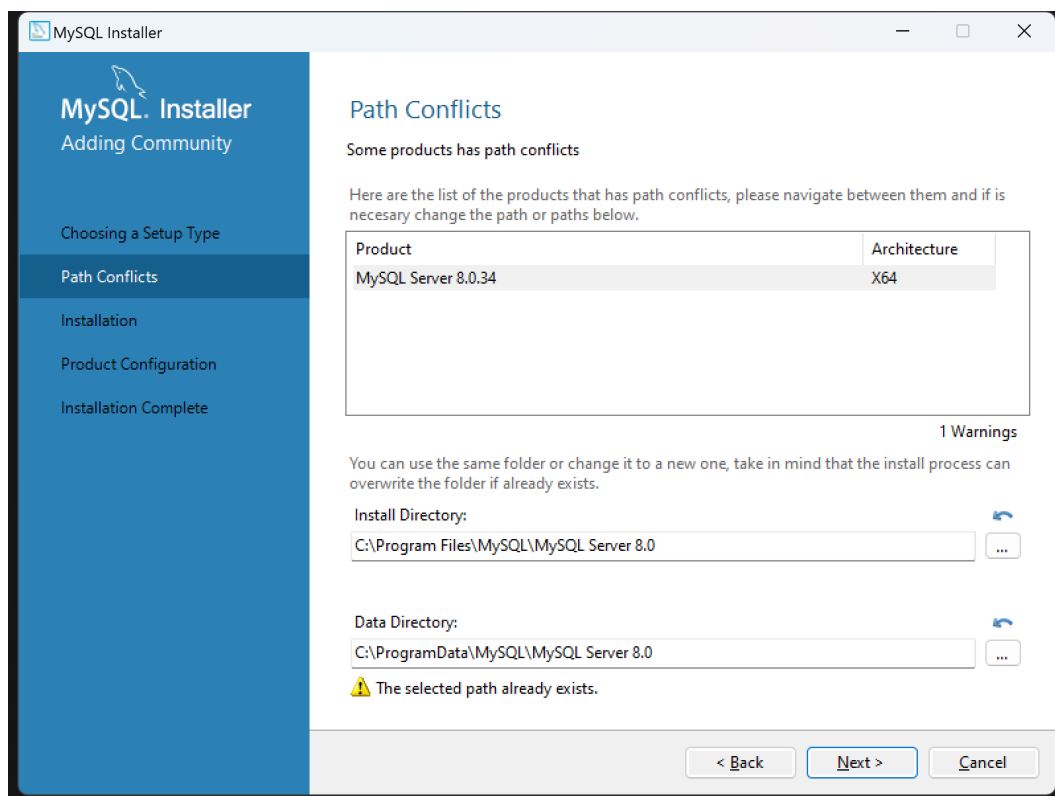 MySQL Installer
MySQL. Installer
Adding Community
Choosing a Setup Type
Path Conflicts
Installation
Product Configuration
Installation Complete
Path Conflicts
Some products has path conflicts
Here are the list of the products that has path conflicts, please navigate between them and if is
necesary change the path or paths below.
Product Architecture
MySQL Server 8.0.34 X64
1 Warnings
You can use the same folder or change it to a new one, take in mind that the install process can
overwrite the folder if already exists.
Install Directory:
C:\Program Files\MySQL\MySQL Server 8.0
...
Data Directory:
C:\ProgramData\MySQL\MySQL Server 8.0
...
The selected path already exists.
< Back Next > Cancel